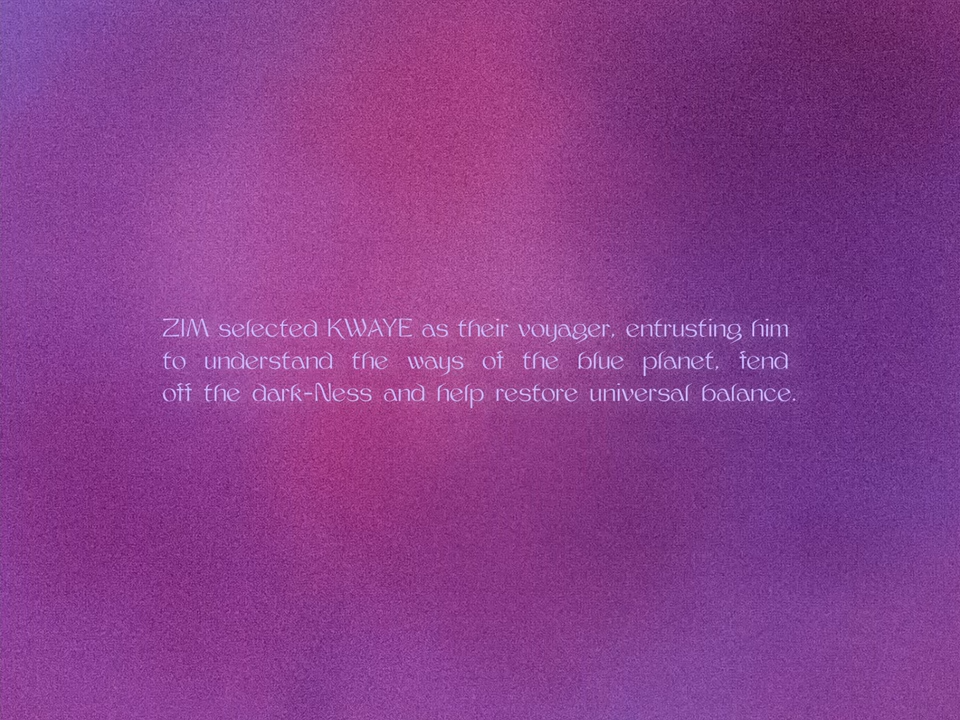 ZIM selected KWAYE as their voyager, entrusting him
to understand the ways of the blue planet, fend
off the dark-Ness and help restore universal balance.